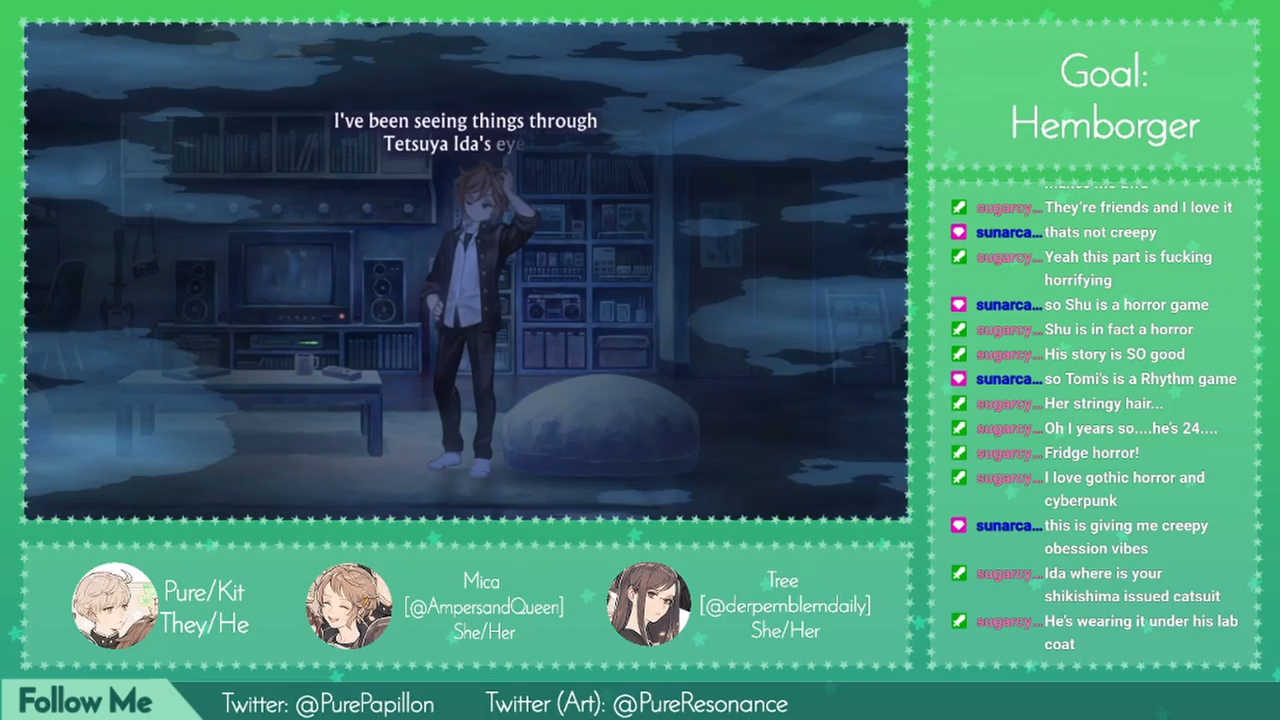 I've been seeing things through
Tetsuya Ida's eye
Goal:
Hemborger
sugarcy... They're friends and I love it
sunarca... thats not creepy
sugarcy... Yeah this part is fucking
horrifying
sunarca... so Shu is a horror game
sugarcy... Shu is in fact a horror
sugarcy... His story is SO good
sunarca... so Tomi's is a Rhythm game
sugarcy... Her stringy hair...
sugarcy... Oh I years so....he's 24....
sugarcy... Fridge horror!
sugarcy... I love gothic horror and
cyberpunk
sunarca... this is giving me creepy
obession vibes
sugarcy... Ida where is your
shikishima issued catsuit
sugarcy... He's wearing it under his lab
coat
Pure/Kit
They/He
Mica
[@AmpersandQueen]
She/Her
Tree
[@derpemblemdaily]
She/Her
Follow Me
Twitter: @PurePapillon
Twitter (Art): @PureResonance